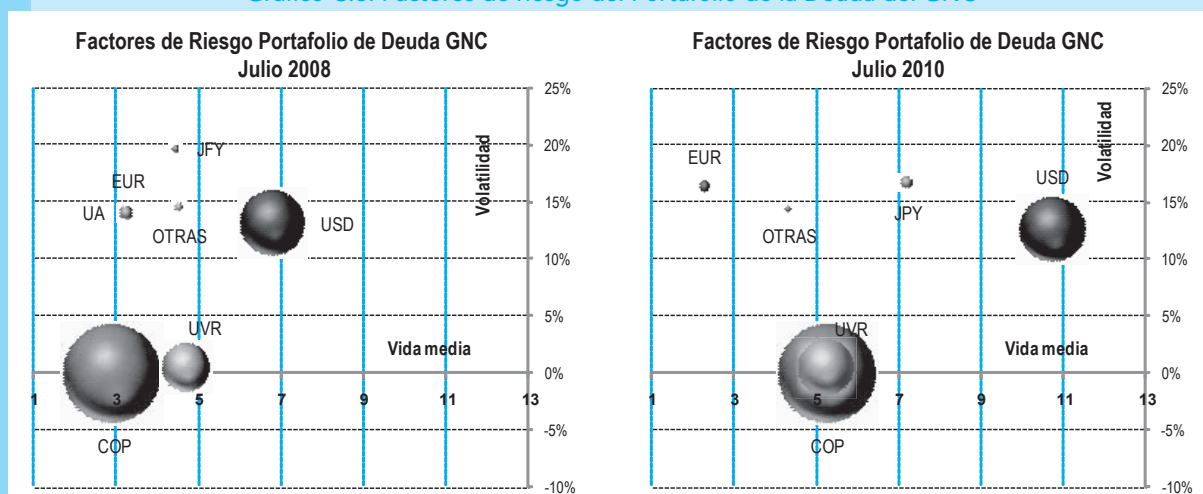 Factores de Riesgo Portafolio de Deuda GNC
Julio 2008
25%
20%
15%
10%
5%
0%
-5%
-10%
Volatilidad
JFY
EUR
UA
OTRAS
USD
UVR
Vida media
1 3 5 7 9 11 13
COP
Factores de Riesgo Portafolio de Deuda GNC
Julio 2010
25%
20%
15%
10%
5%
0%
-5%
-10%
Volatilidad
EUR
USD
JPY
OTRAS
UVR
Vida media
1 3 5 7 9 11 13
COP